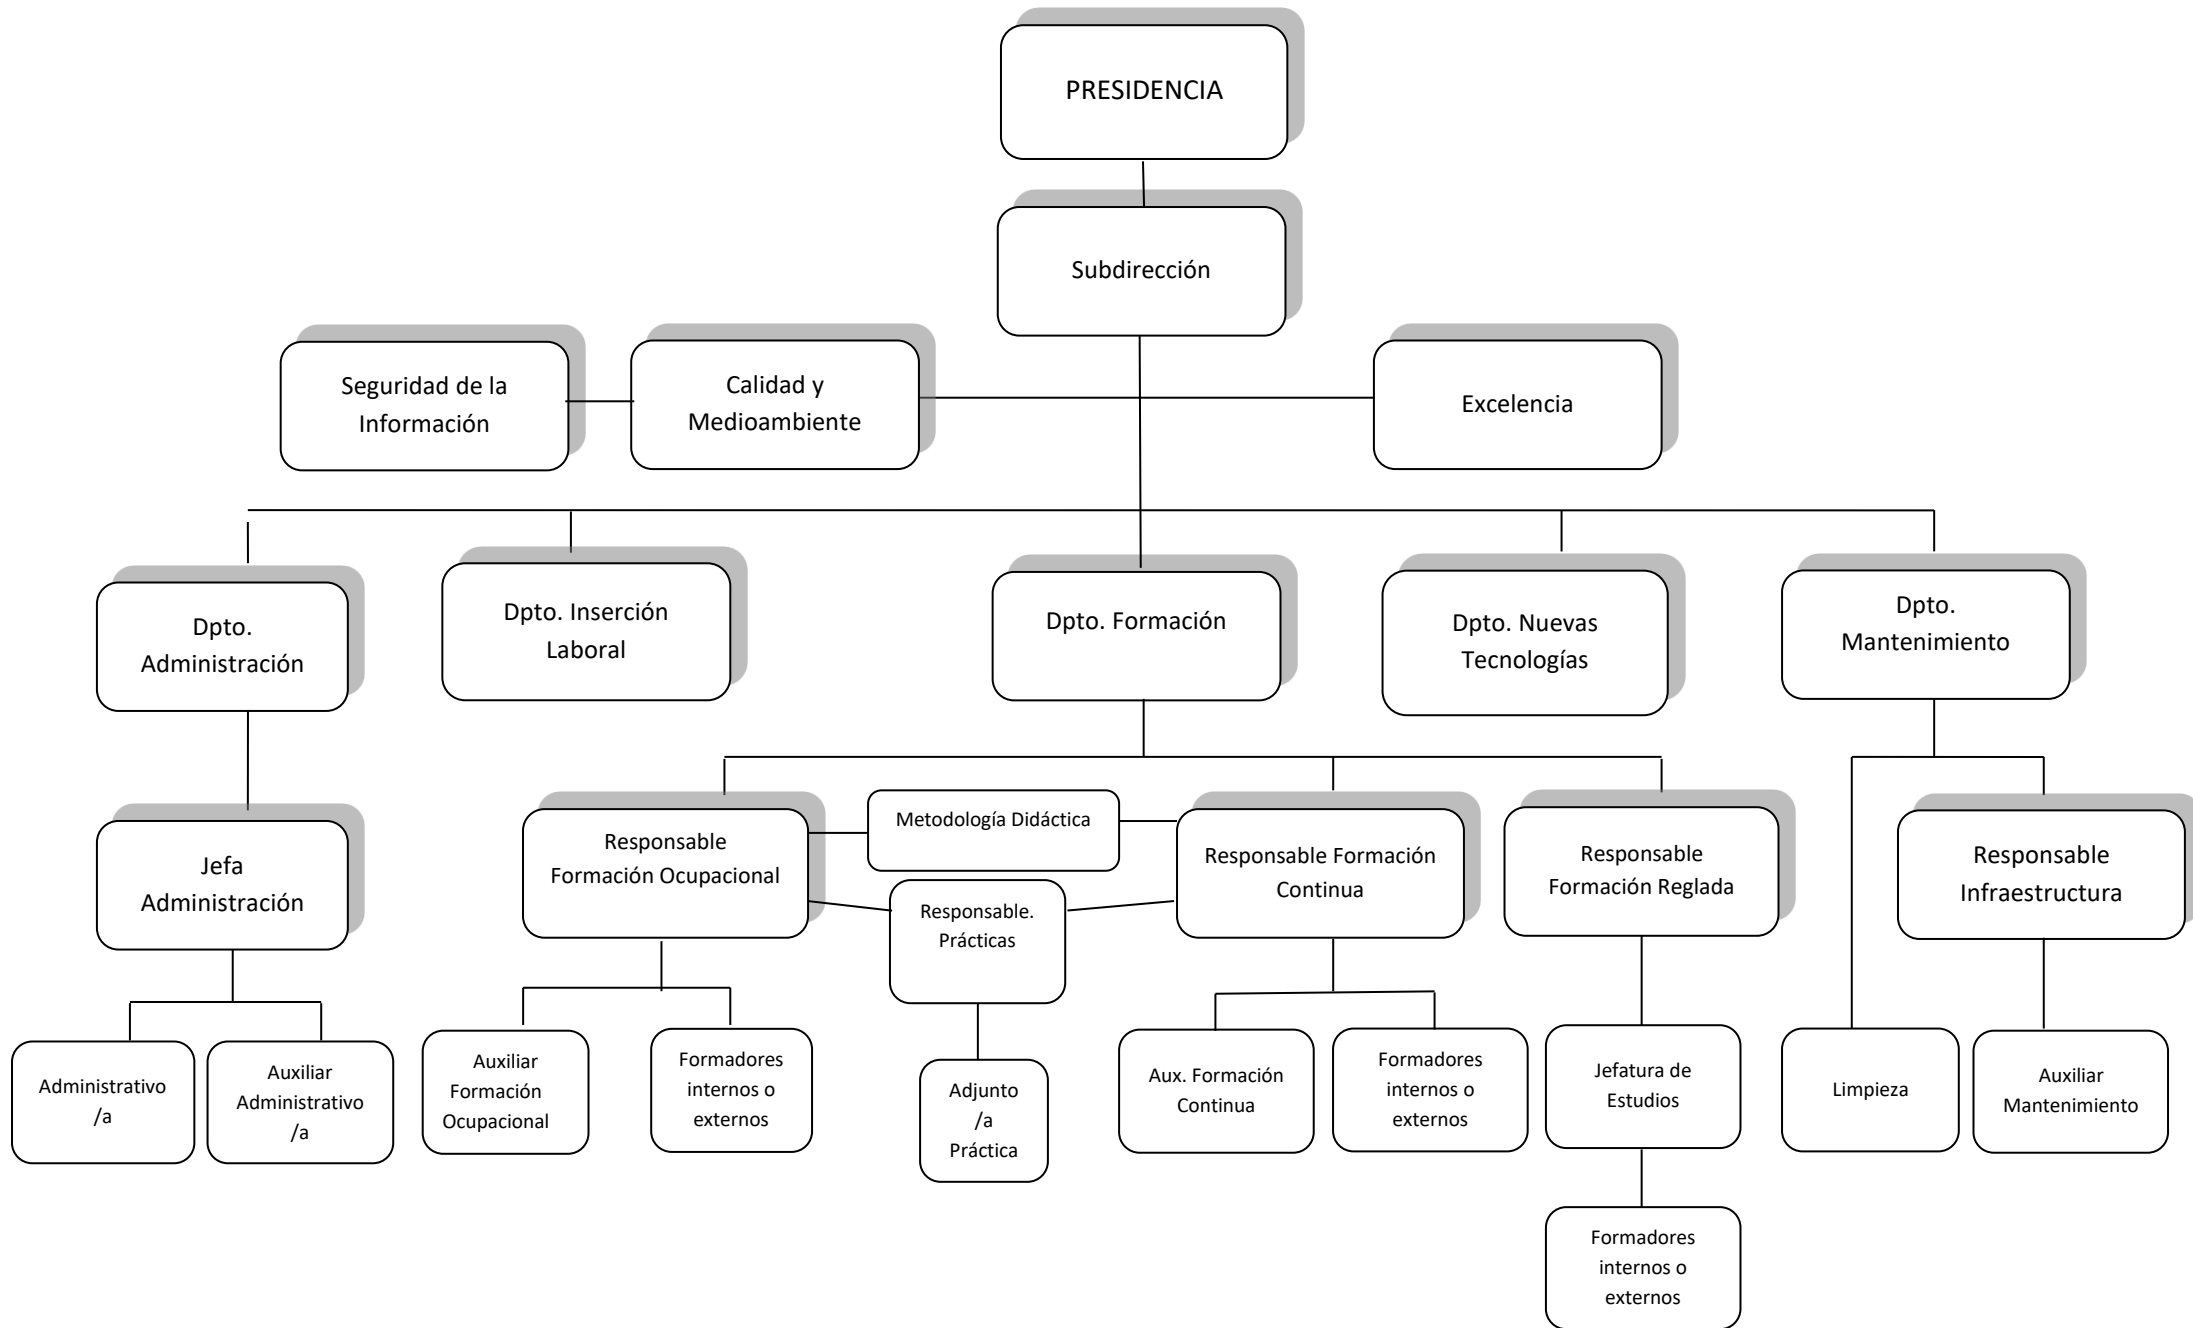 PRESIDENCIA
Subdirección
Seguridad de la
Información
Calidad y
Medioambiente
Excelencia
Dpto.
Administración
Dpto. Inserción
Laboral
Dpto. Formación
Dpto. Nuevas
Tecnologías
Dpto.
Mantenimiento
Jefa
Administración
Responsable
Formación Ocupacional
Metodología Didáctica
Responsable.
Prácticas
Responsable Formación
Continua
Responsable
Formación Reglada
Responsable
Infraestructura
Administrativo
/a
Auxiliar
Administrativo
/a
Auxiliar
Formación
Ocupacional
Formadores
internos o
externos
Adjunto
/a
Práctica
Aux. Formación
Continua
Formadores
internos o
externos
Jefatura de
Estudios
Limpieza
Auxiliar
Mantenimiento
Formadores
internos o
externos